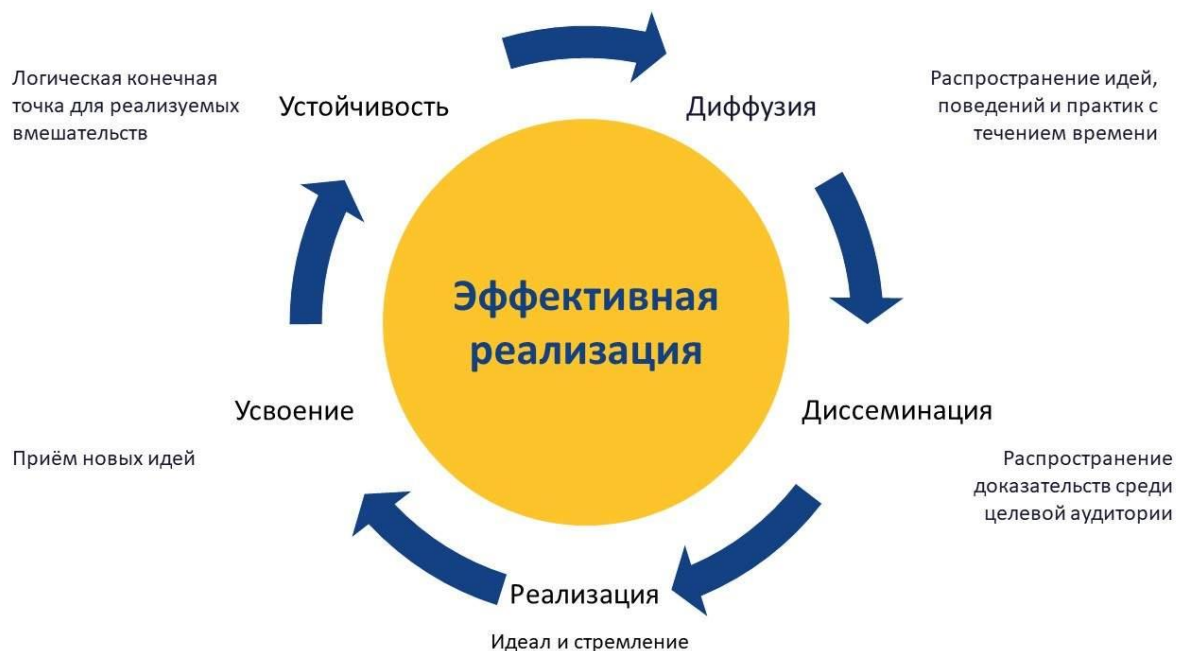 Логическая конечная
точка для реализуемых
вмешательств
Устойчивость
Диффузия
Распространение идей,
поведений и практик с
течением времени
Эффективная
реализация
Усвоение
Приём новых идей
Диссеминация
Распространение
доказательств среди
целевой аудитории
Реализация
Идеал и стремление